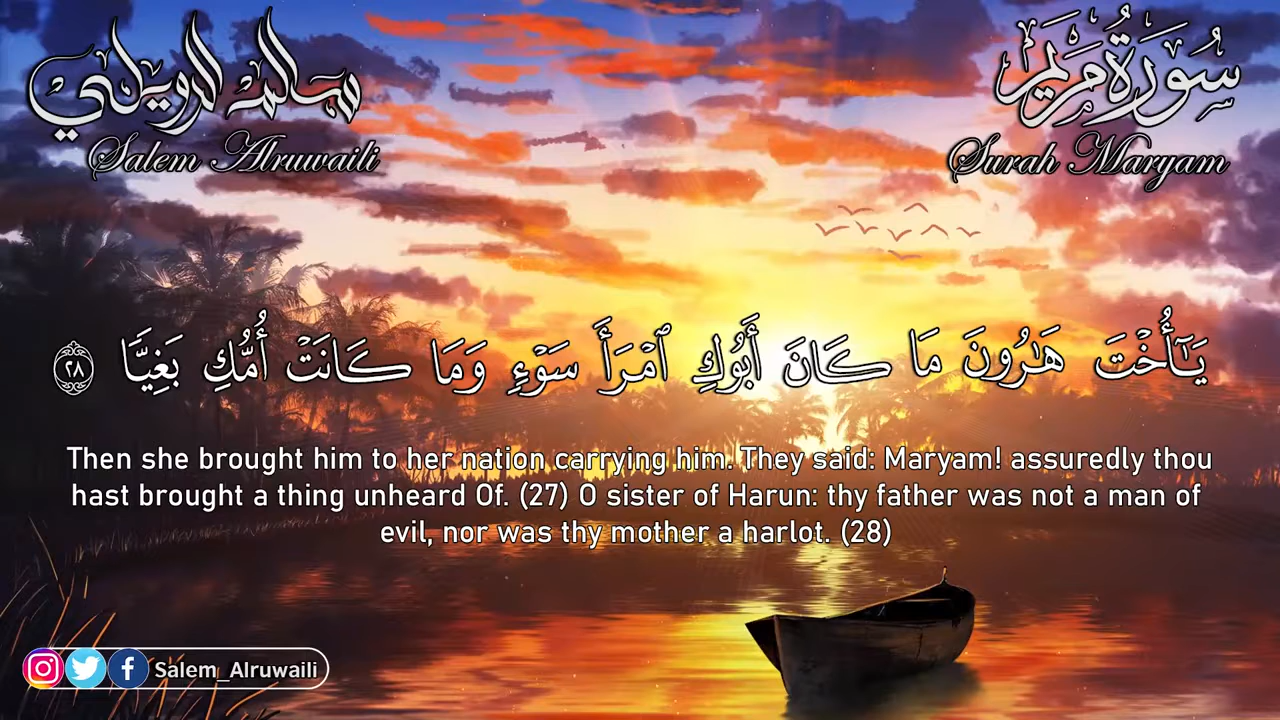 سالم الرويلي
Salem Alruwaili
سورة مريم
Surah Maryam
يَـٰٓأُخْتَ هَـٰرُونَ مَا كَانَ أَبُوكِ ٱمْرَأَ سَوْءٍ وَمَا كَانَتْ أُمُّكِ بَغِيًّا ٢٨
Then she brought him to her nation carrying him. They said: Maryam! assuredly thou
hast brought a thing unheard Of. (27) O sister of Harun: thy father was not a man of
evil, nor was thy mother a harlot. (28)
Salem_Alruwaili